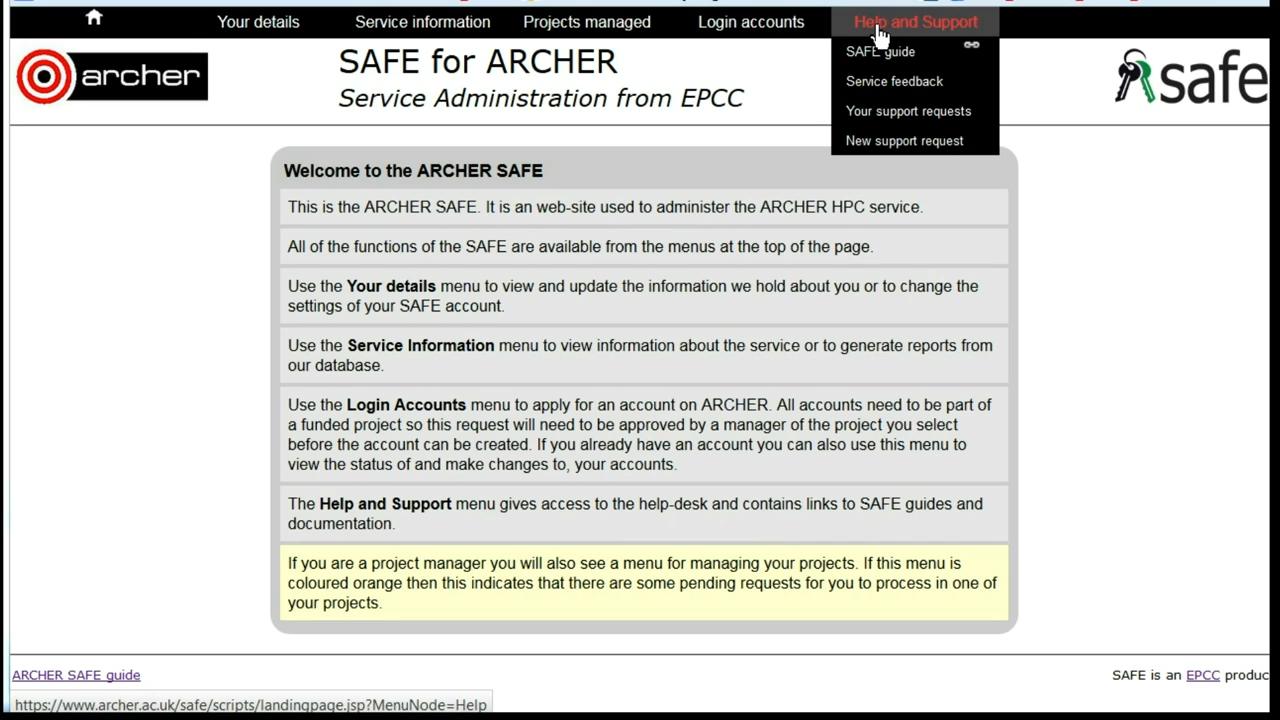 Your details Service information Projects managed Login accounts Help and Support
SAFE guide
Service feedback
Your support requests
New support request
archer
SAFE for ARCHER
Service Administration from EPCC
safe
Welcome to the ARCHER SAFE
This is the ARCHER SAFE. It is an web-site used to administer the ARCHER HPC service.
All of the functions of the SAFE are available from the menus at the top of the page.
Use the Your details menu to view and update the information we hold about you or to change the
settings of your SAFE account.
Use the Service Information menu to view information about the service or to generate reports from
our database.
Use the Login Accounts menu to apply for an account on ARCHER. All accounts need to be part of
a funded project so this request will need to be approved by a manager of the project you select
before the account can be created. If you already have an account you can also use this menu to
view the status of and make changes to, your accounts.
The Help and Support menu gives access to the help-desk and contains links to SAFE guides and
documentation.
If you are a project manager you will also see a menu for managing your projects. If this menu is
coloured orange then this indicates that there are some pending requests for you to process in one of
your projects.
ARCHER SAFE guide
SAFE is an EPCC produc
https://www.archer.ac.uk/safe/scripts/landingpage.jsp?MenuNode=Help